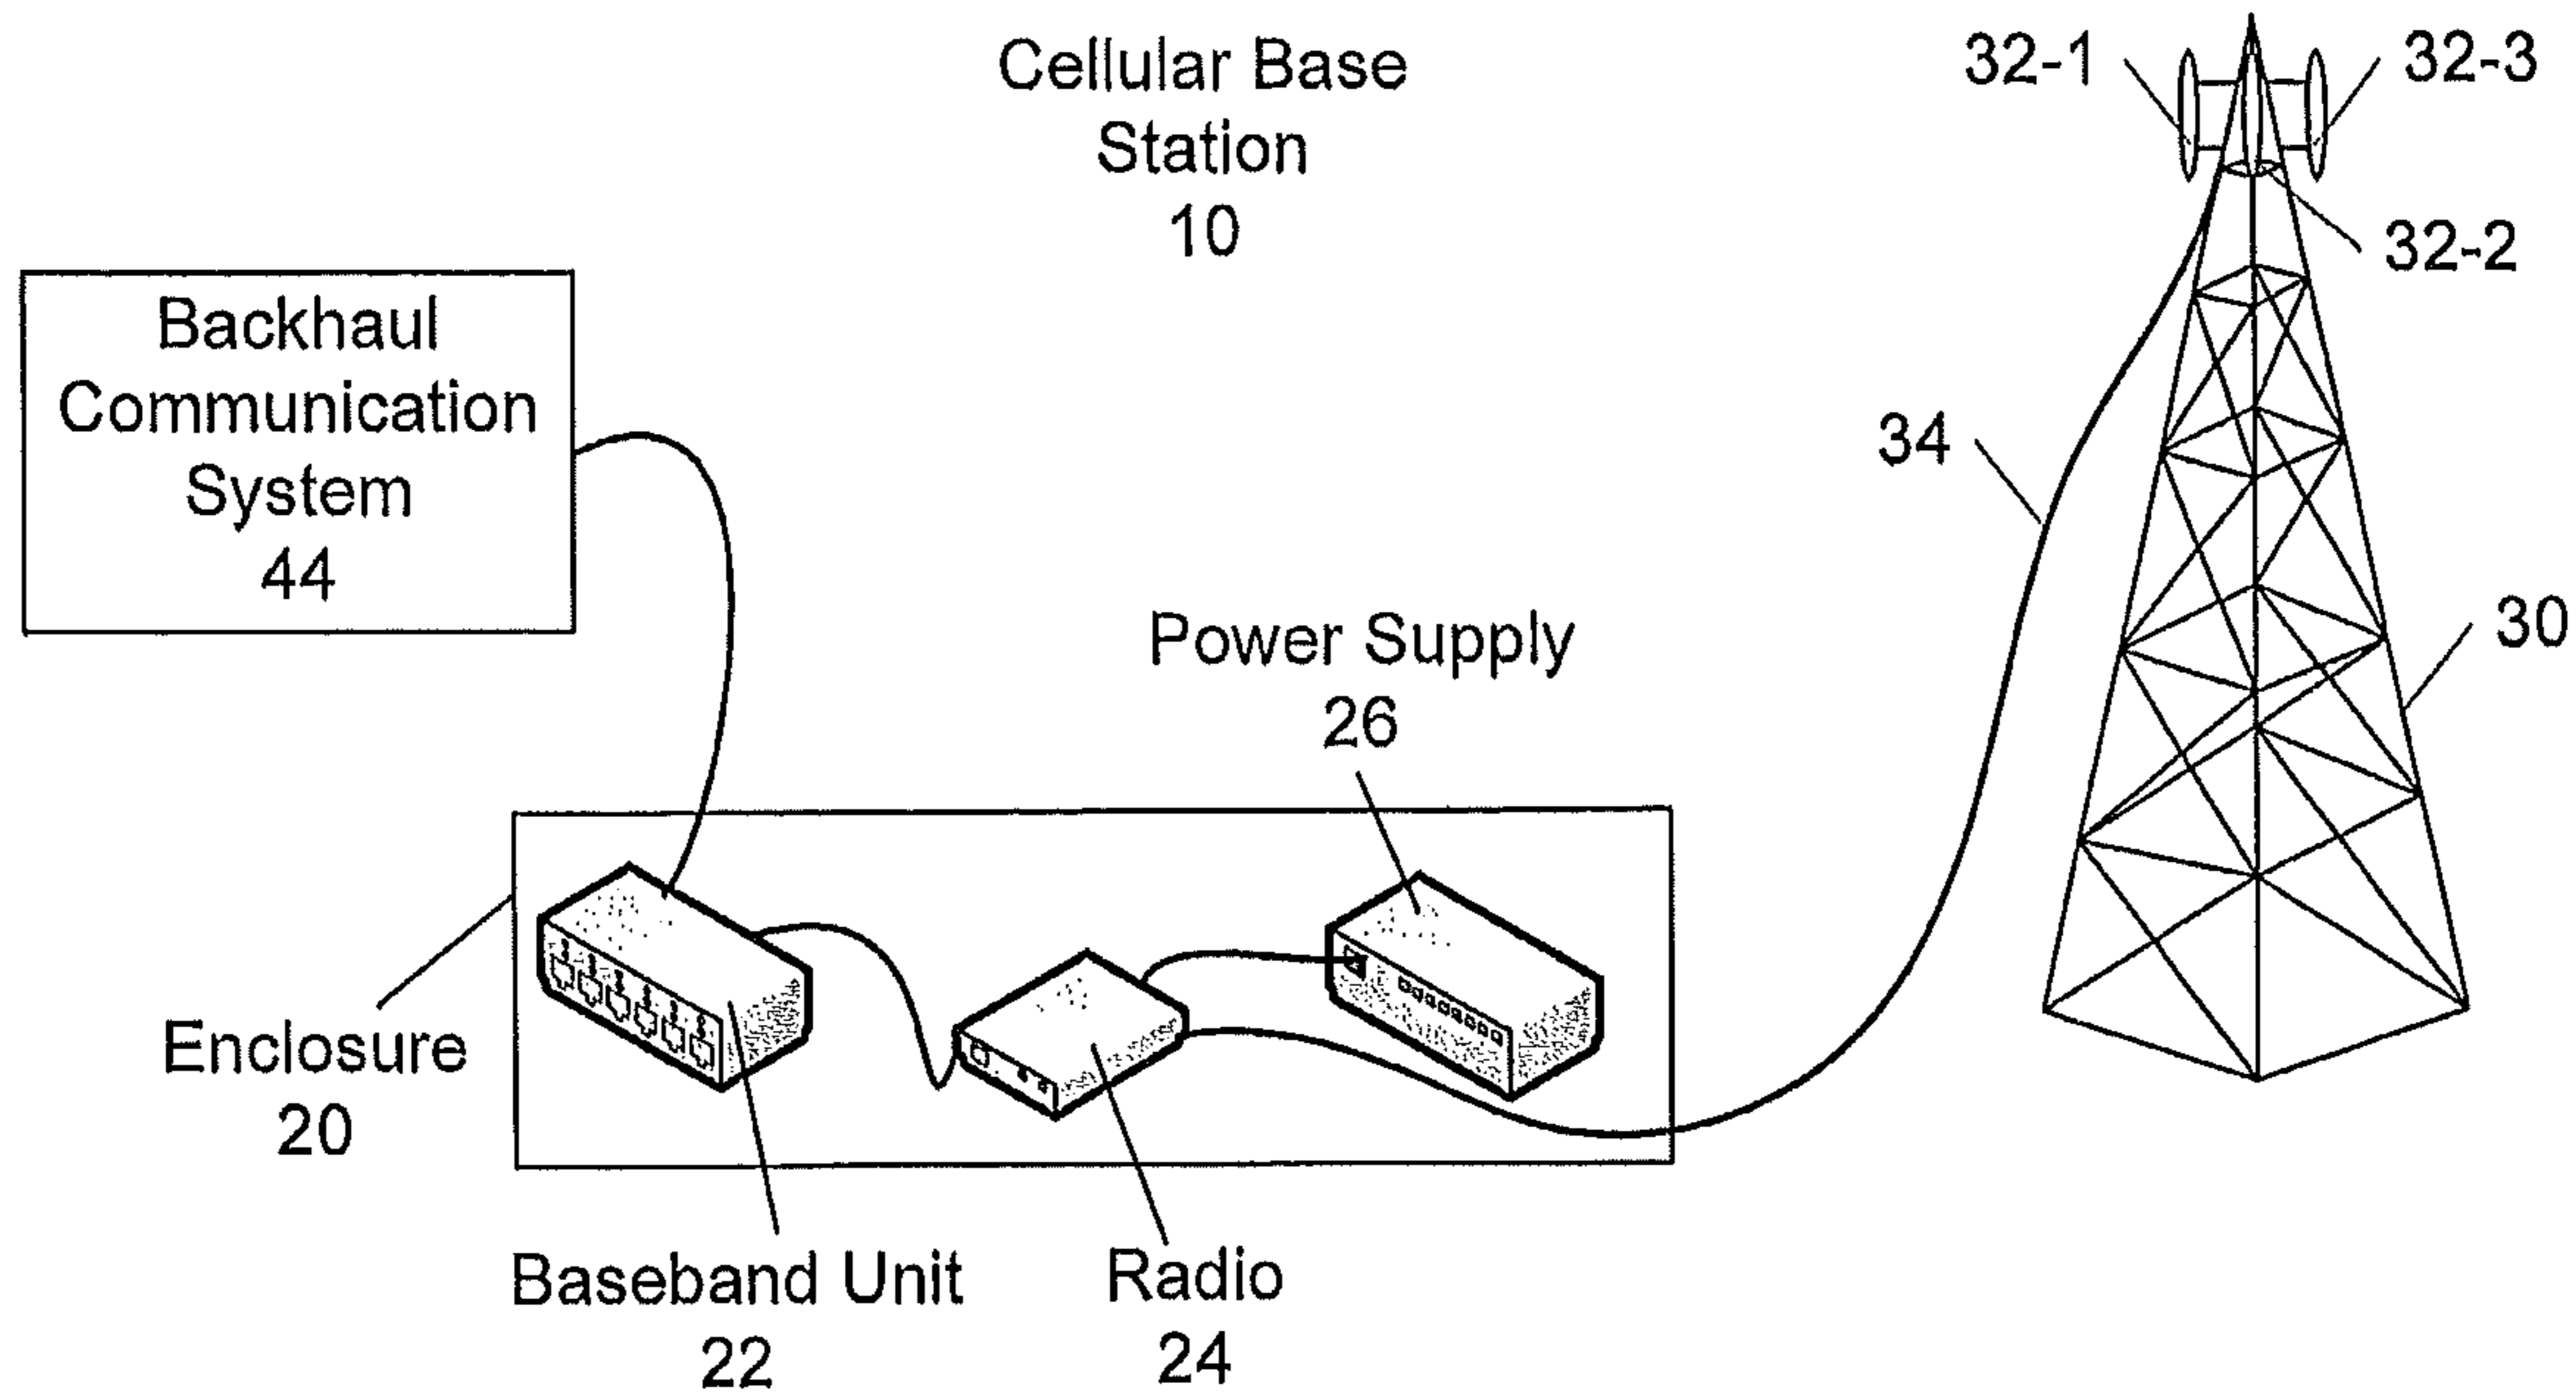 Cellular Base
Station
10
32-1
32-3
32-2
Backhaul
Communication
System
44
34
Power Supply
26
30
Enclosure
20
Baseband Unit
22
Radio
24